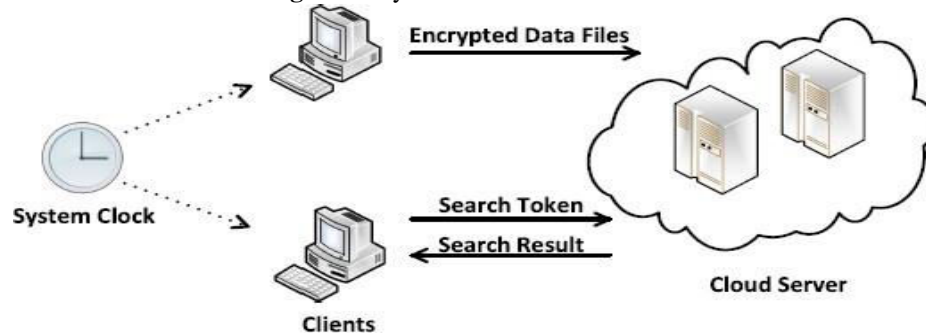 Encrypted Data Files
System Clock
Search Token
Search Result
Cloud Server
Clients